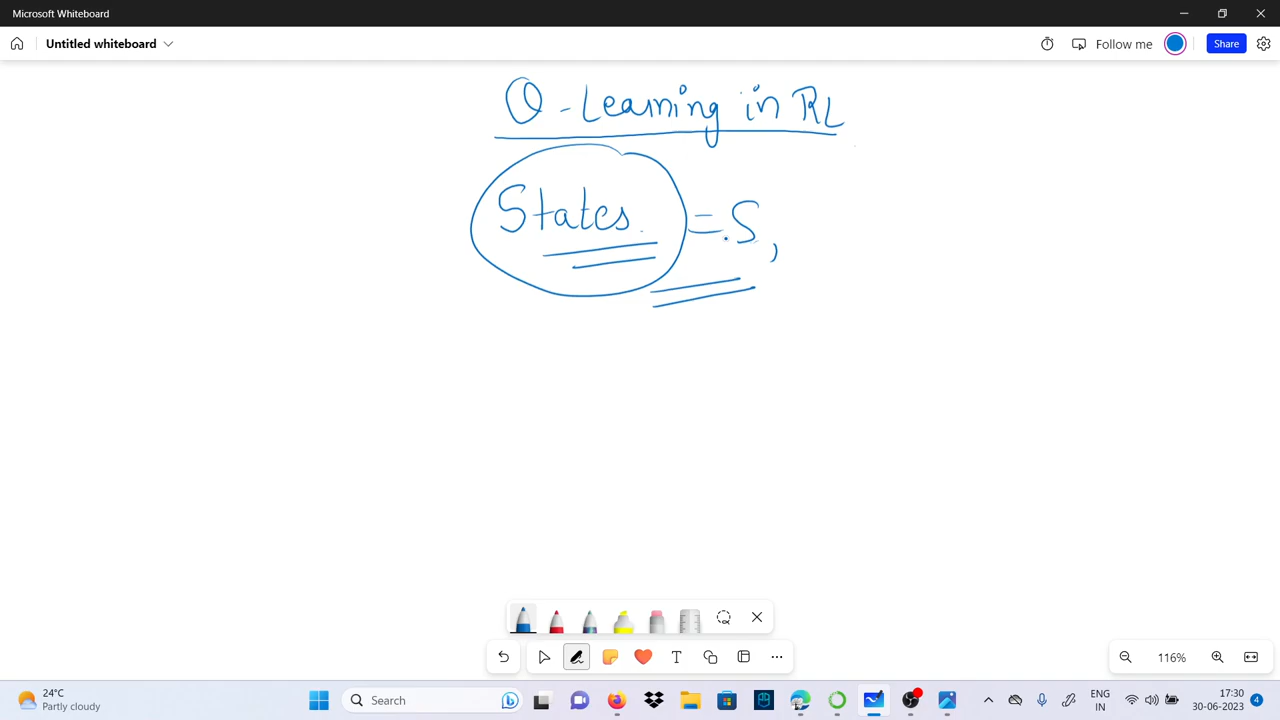 Microsoft Whiteboard
Untitled whiteboard
Follow me
Share
Q-Learning in RL
States. = S,
116%
24°C
Partly cloudy
Search
ENG
IN
17:30
30-06-2023
4